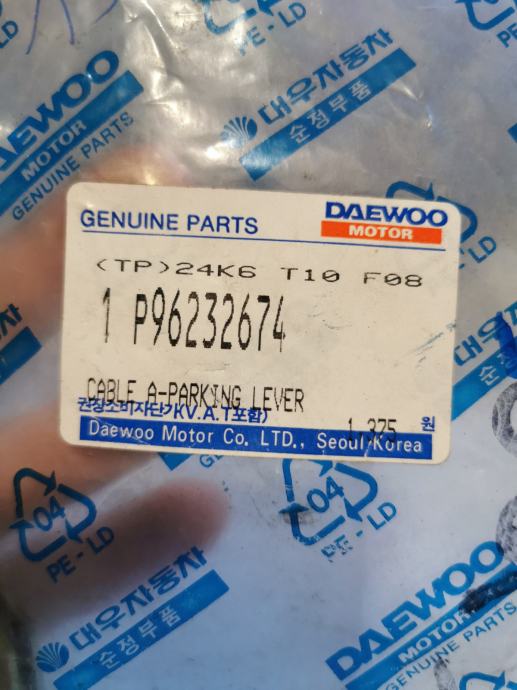 PE-LD
대우자동차
순정부품
DAEWOO
MOTOR
GENUINE PARTS
GENUINE PARTS
DAEWOO
MOTOR
(TP)24K6 T10 F08
1 P96232674
CABLE A-PARKING LEVER
권장소비자단가(V.A.T포함)
1,375 원
Daewoo Motor Co. LTD., Seoul.Korea
04
PE-LD
04
PE-LD
대우자동차
순정부품
DAEWOO
MOTOR
GENUINE PARTS